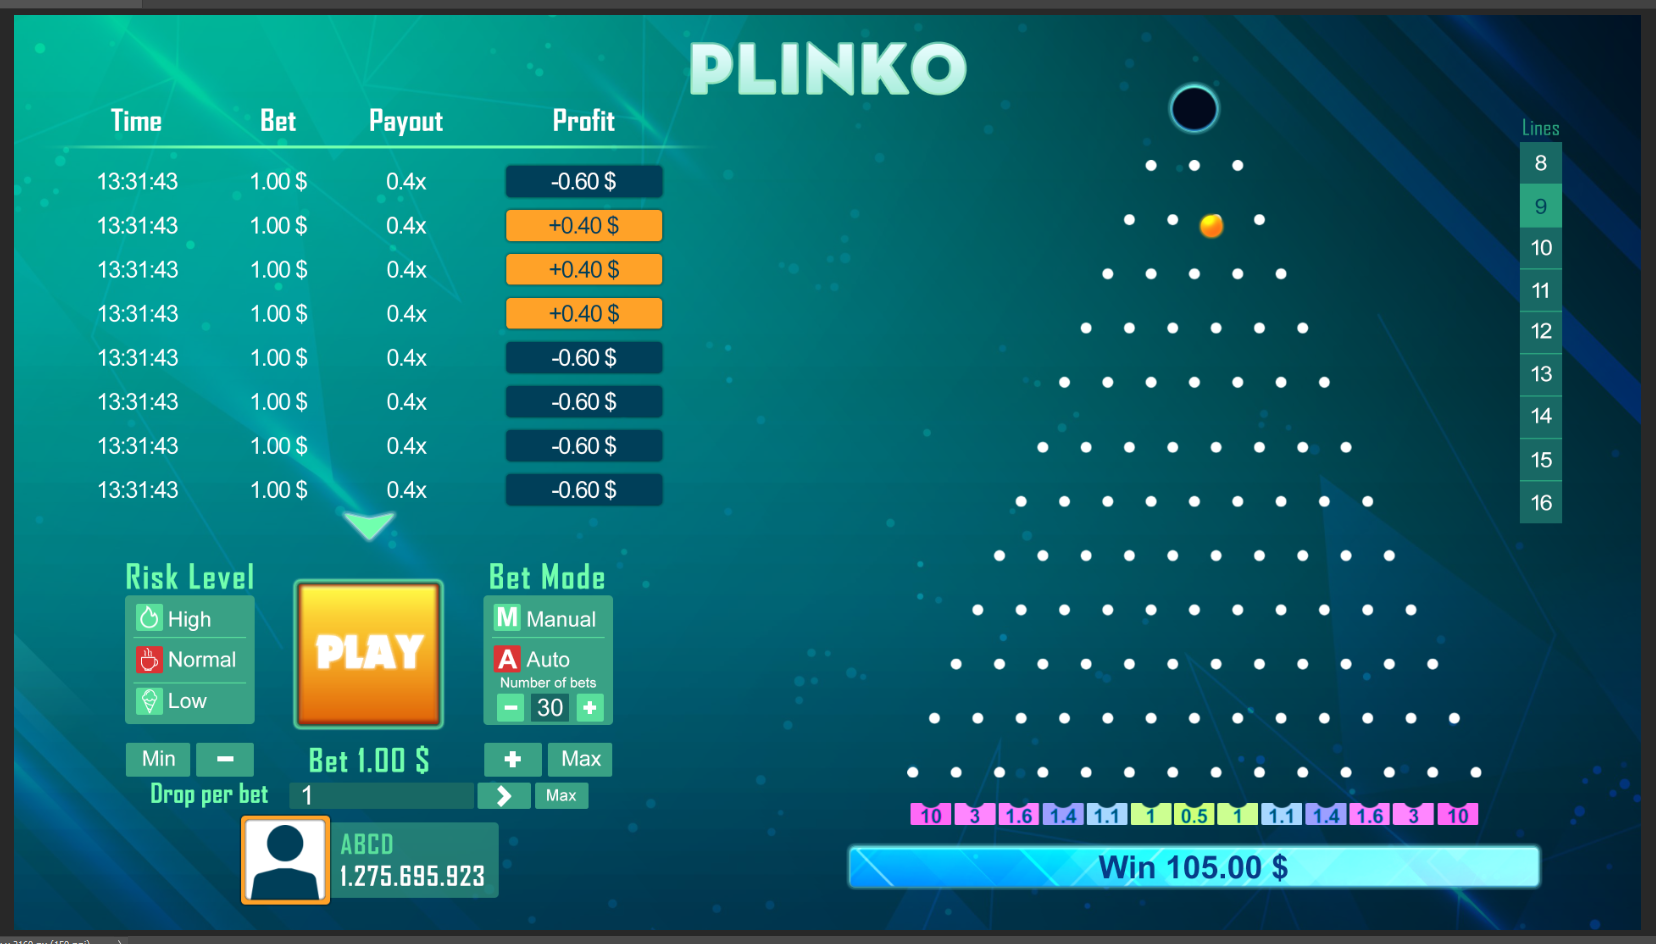 PLINKO
Time Bet Payout Profit
13:31:43 1.00 $ 0.4x -0.60 $
13:31:43 1.00 $ 0.4x +0.40 $
13:31:43 1.00 $ 0.4x +0.40 $
13:31:43 1.00 $ 0.4x +0.40 $
13:31:43 1.00 $ 0.4x -0.60 $
13:31:43 1.00 $ 0.4x -0.60 $
13:31:43 1.00 $ 0.4x -0.60 $
13:31:43 1.00 $ 0.4x -0.60 $
Risk Level
High
Normal
Low
PLAY
Bet Mode
M Manual
A Auto
Number of bets
- 30 +
Min - Bet 1.00 $ + Max
Drop per bet 1 Max
ABCD
1.275.695.923
Lines
8
9
10
11
12
13
14
15
16
10 3 1.6 1.4 1.1 1 0.5 1 1.1 1.4 1.6 3 10
Win 105.00 $